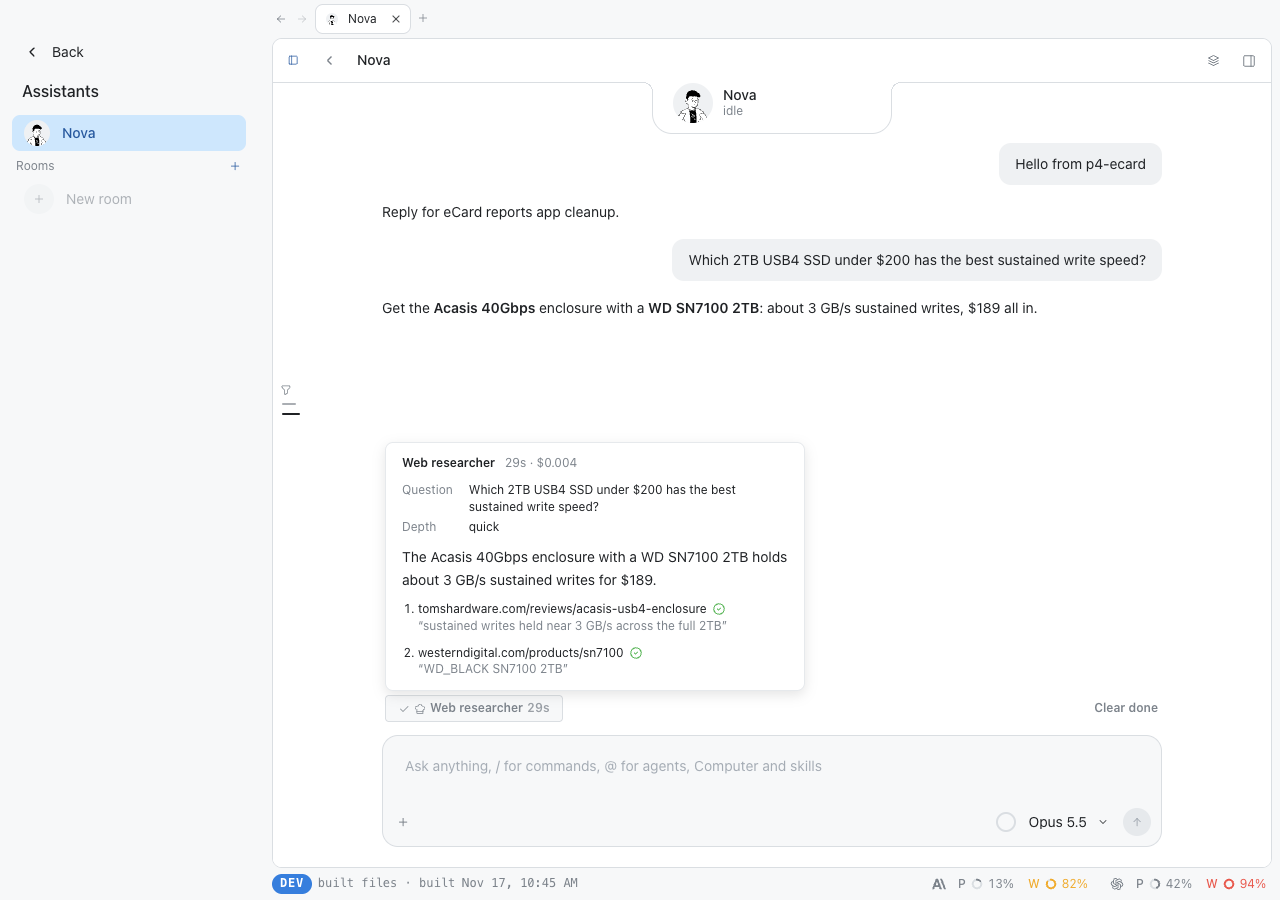 Nova
Back
Assistants
Nova
Rooms
New room
Nova
Nova
idle
Hello from p4-ecard
Reply for eCard reports app cleanup.
Which 2TB USB4 SSD under $200 has the best sustained write speed?
Get the Acasis 40Gbps enclosure with a WD SN7100 2TB: about 3 GB/s sustained writes, $189 all in.
Web researcher 29s · $0.004
Question Which 2TB USB4 SSD under $200 has the best
sustained write speed?
Depth quick
The Acasis 40Gbps enclosure with a WD SN7100 2TB holds
about 3 GB/s sustained writes for $189.
1. tomshardware.com/reviews/acasis-usb4-enclosure
“sustained writes held near 3 GB/s across the full 2TB”
2. westerndigital.com/products/sn7100
“WD_BLACK SN7100 2TB”
Web researcher 29s
Clear done
Ask anything, / for commands, @ for agents, Computer and skills
Opus 5.5
DEV built files · built Nov 17, 10:45 AM
P 13% W 82% P 42% W 94%